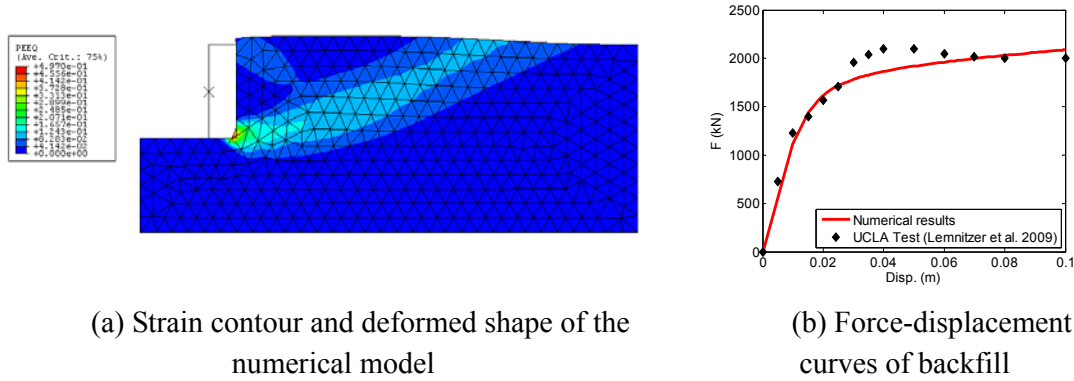 PEEQ
(Ave. Crit.: 75%)
+4.970e-01
+4.556e-01
+4.142e-01
+3.728e-01
+3.313e-01
+2.899e-01
+2.485e-01
+2.071e-01
+1.657e-01
+1.243e-01
+8.283e-02
+4.142e-02
+0.000e+00
2500
2000
1500
1000
500
0
F (kN)
0
0.02
0.04
0.06
0.08
0.1
Disp. (m)
Numerical results
UCLA Test (Lemnitzer et al. 2009)
(a) Strain contour and deformed shape of the
numerical model
(b) Force-displacement
curves of backfill